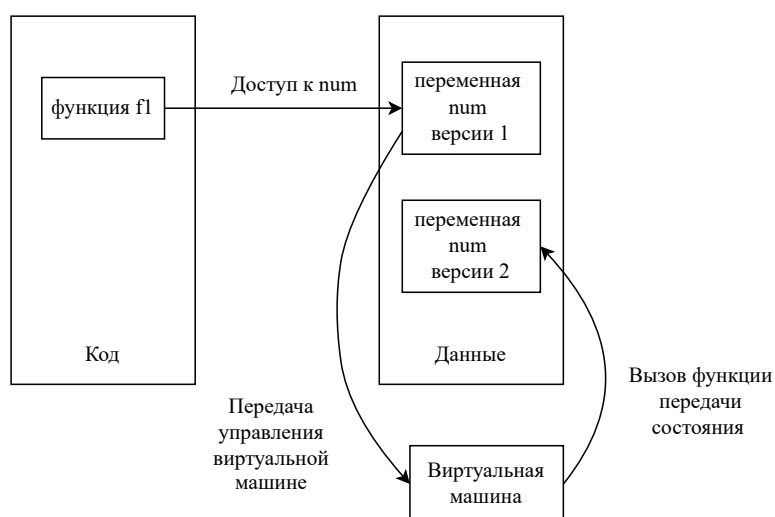 Доступ к num
функция f1
переменная
num
версии 1
переменная
num
версии 2
Код
Данные
Вызов функции
передачи
состояния
Передача
управления
виртуальной
машине
Виртуальная
машина